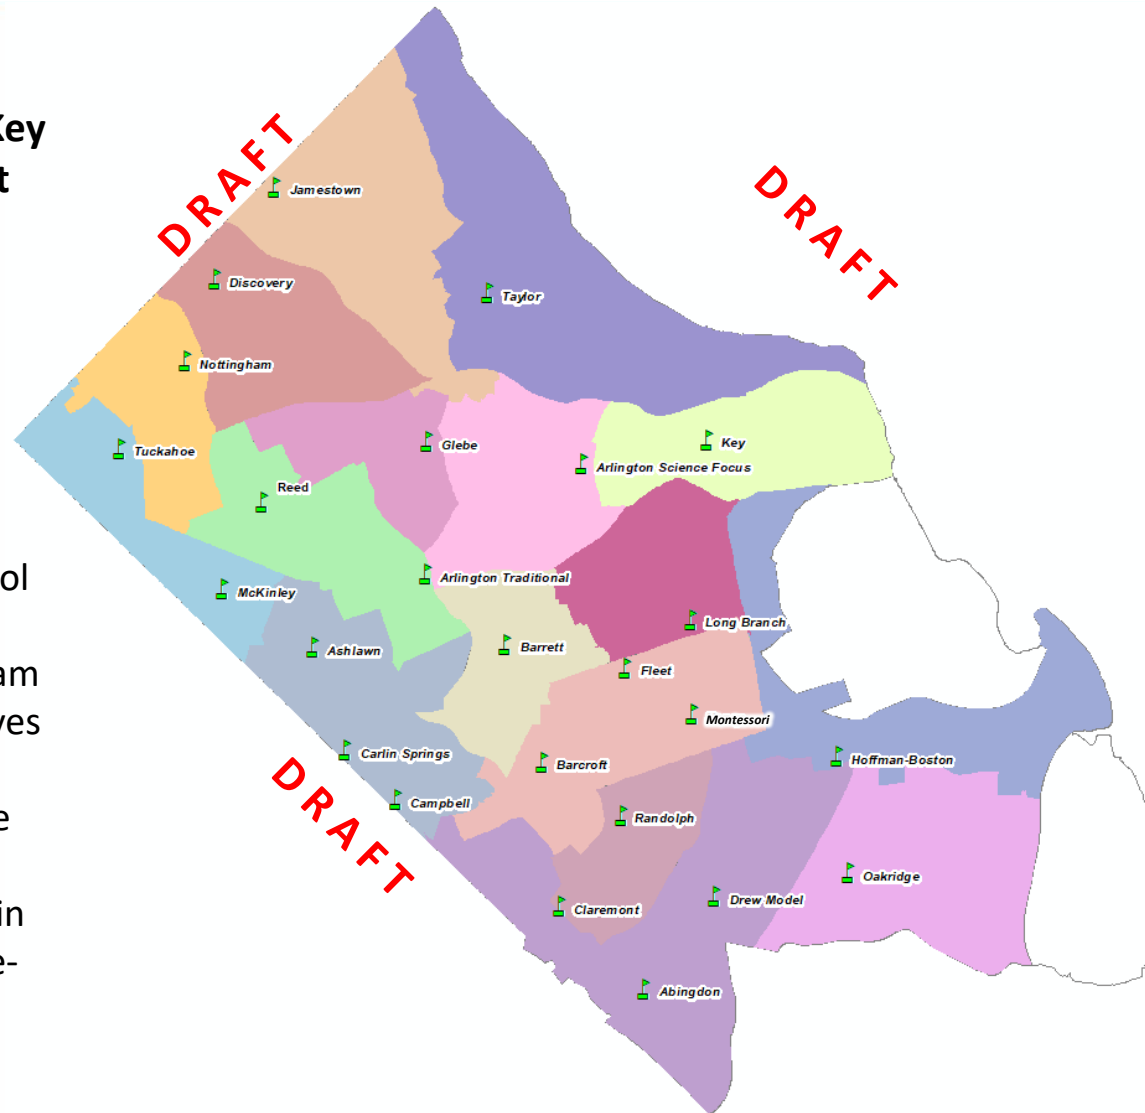 Key
t
DRAFT
DRAFT
Jamestown
Discovery
Taylor
Nottingham
Key
Glebe
Tuckahoe
Arlington Science Focus
Reed
ol
Arlington Traditional
McKinley
Long Branch
Barrett
Ashlawn
am
Fleet
ves
Montessori
Carlin Springs
Hoffman-Boston
Barcroft
DRAFT
Campbell
e
Randolph
Oakridge
Drew Model
in
Claremont
e-
Abingdon